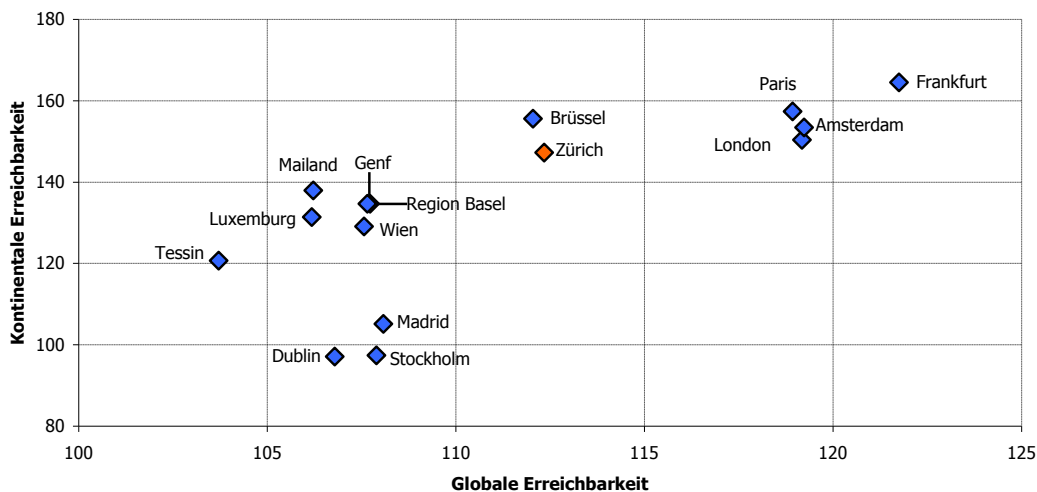 180
160
140
120
100
80
Kontinentale Erreichbarkeit
Paris
Frankfurt
Brüssel
Amsterdam
London
Zürich
Mailand
Genf
Luxemburg
Region Basel
Wien
Tessin
Madrid
Dublin
Stockholm
100
105
110
115
120
125
Globale Erreichbarkeit